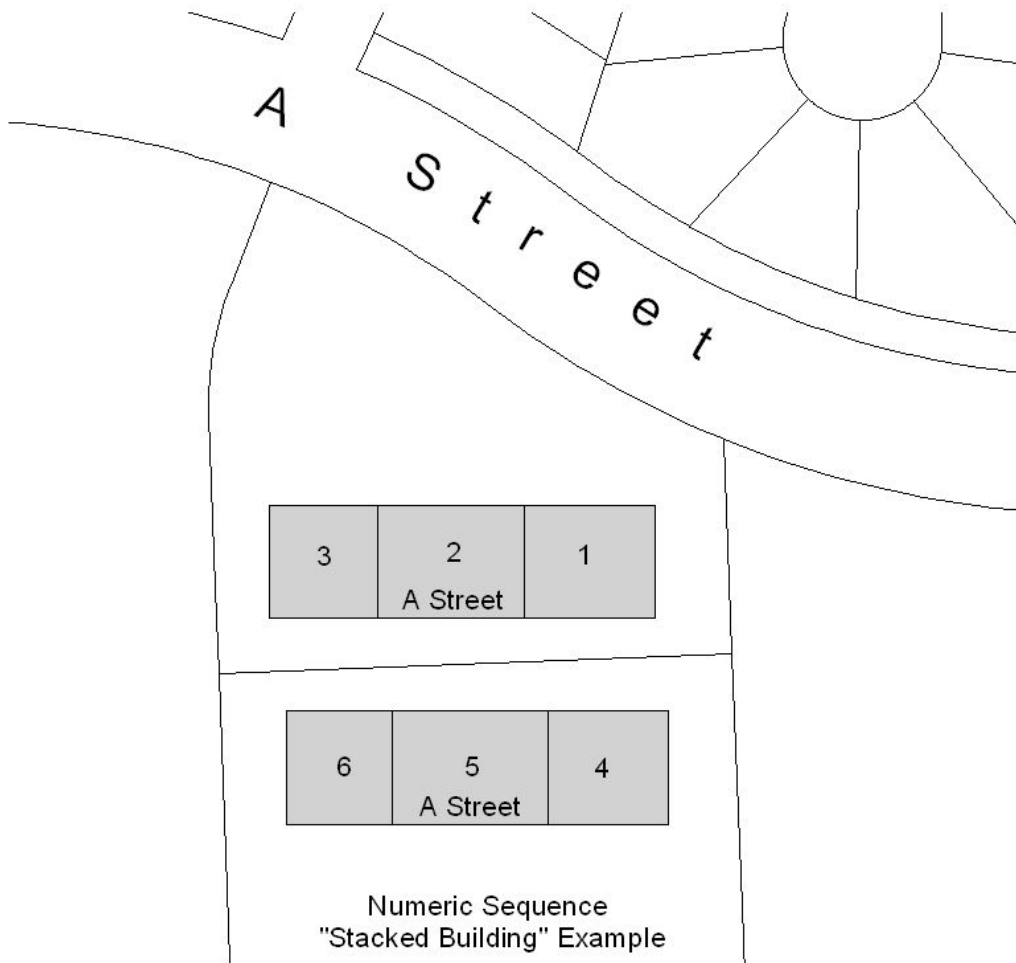 A Street
3 2 1
A Street
6 5 4
A Street
Numeric Sequence
"Stacked Building" Example